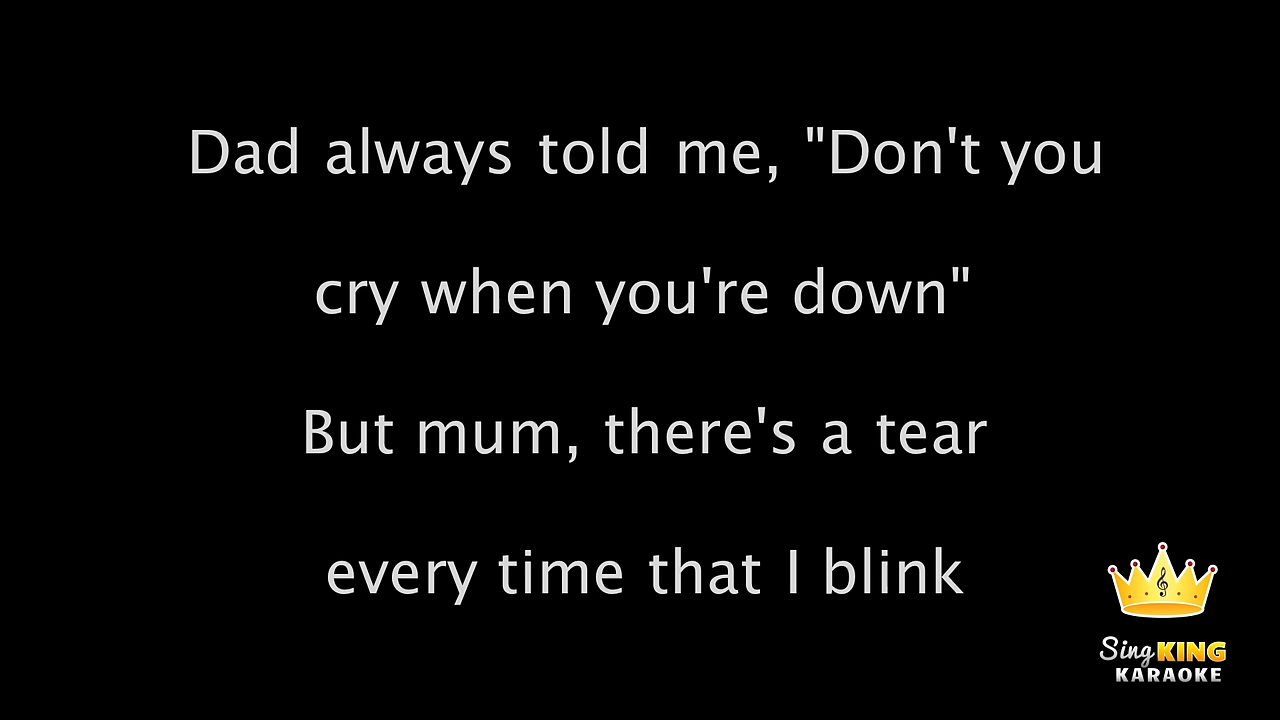 Dad always told me, "Don't you
cry when you're down"
But mum, there's a tear
every time that I blink
Sing KING
KARAOKE